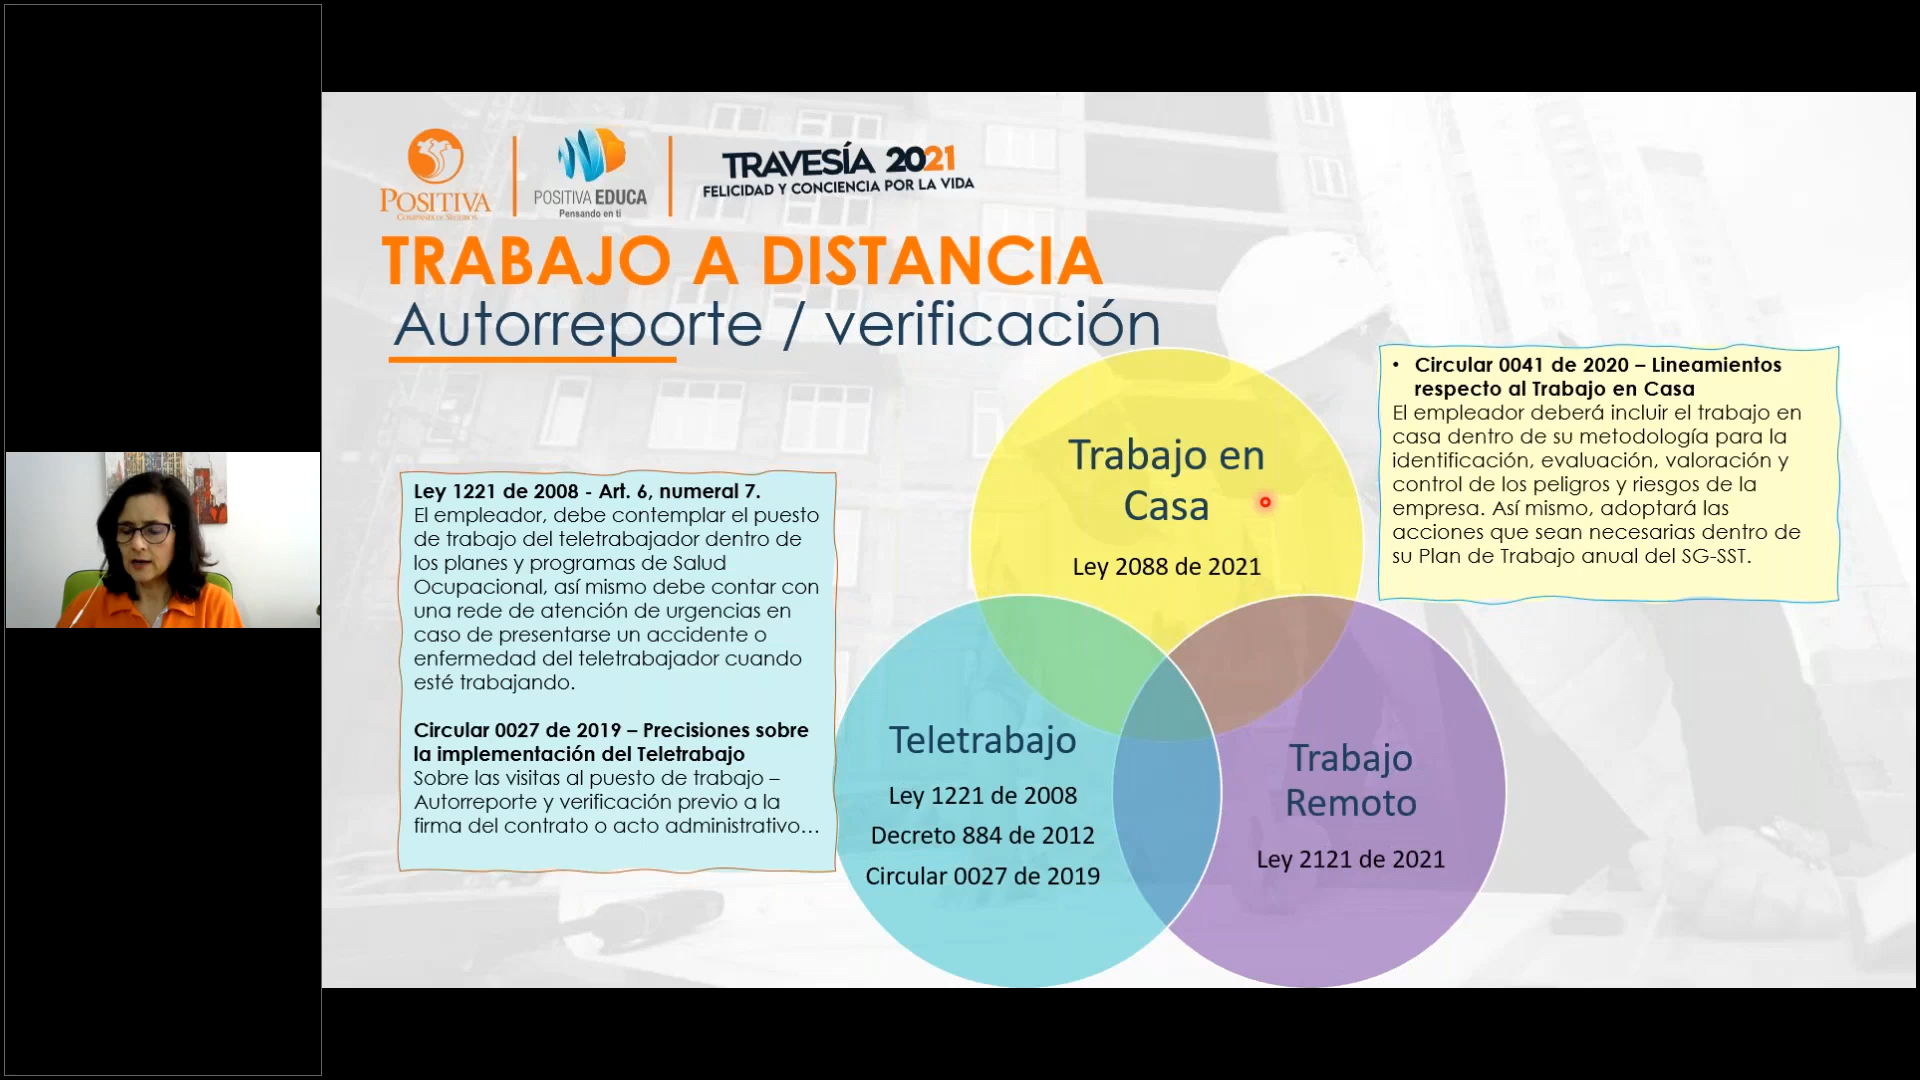 POSITIVA
COMPAÑÍA DE SEGUROS
POSITIVA EDUCA
Pensando en ti
TRAVESÍA 2021
FELICIDAD Y CONCIENCIA POR LA VIDA
TRABAJO A DISTANCIA
Autorreporte / verificación
Ley 1221 de 2008 - Art. 6, numeral 7.
El empleador, debe contemplar el puesto
de trabajo del teletrabajador dentro de
los planes y programas de Salud
Ocupacional, así mismo debe contar con
una rede de atención de urgencias en
caso de presentarse un accidente o
enfermedad del teletrabajador cuando
esté trabajando.
Circular 0027 de 2019 – Precisiones sobre
la implementación del Teletrabajo
Sobre las visitas al puesto de trabajo –
Autorreporte y verificación previo a la
firma del contrato o acto administrativo…
Trabajo en
Casa
Ley 2088 de 2021
Teletrabajo
Ley 1221 de 2008
Decreto 884 de 2012
Circular 0027 de 2019
Trabajo
Remoto
Ley 2121 de 2021
• Circular 0041 de 2020 – Lineamientos
respecto al Trabajo en Casa
El empleador deberá incluir el trabajo en
casa dentro de su metodología para la
identificación, evaluación, valoración y
control de los peligros y riesgos de la
empresa. Así mismo, adoptará las
acciones que sean necesarias dentro de
su Plan de Trabajo anual del SG-SST.